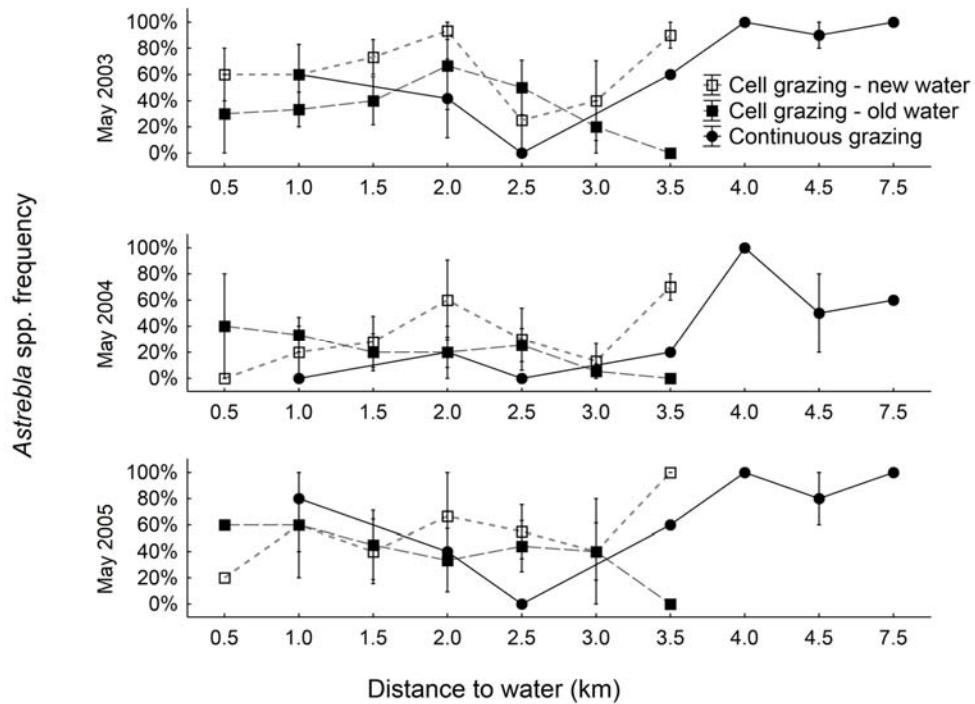 100%
80%
60%
40%
20%
0%
May 2003
Cell grazing - new water
Cell grazing - old water
Continuous grazing
0.5 1.0 1.5 2.0 2.5 3.0 3.5 4.0 4.5 7.5
100%
80%
60%
40%
20%
0%
May 2004
0.5 1.0 1.5 2.0 2.5 3.0 3.5 4.0 4.5 7.5
Astrebla spp. frequency
100%
80%
60%
40%
20%
0%
May 2005
0.5 1.0 1.5 2.0 2.5 3.0 3.5 4.0 4.5 7.5
Distance to water (km)